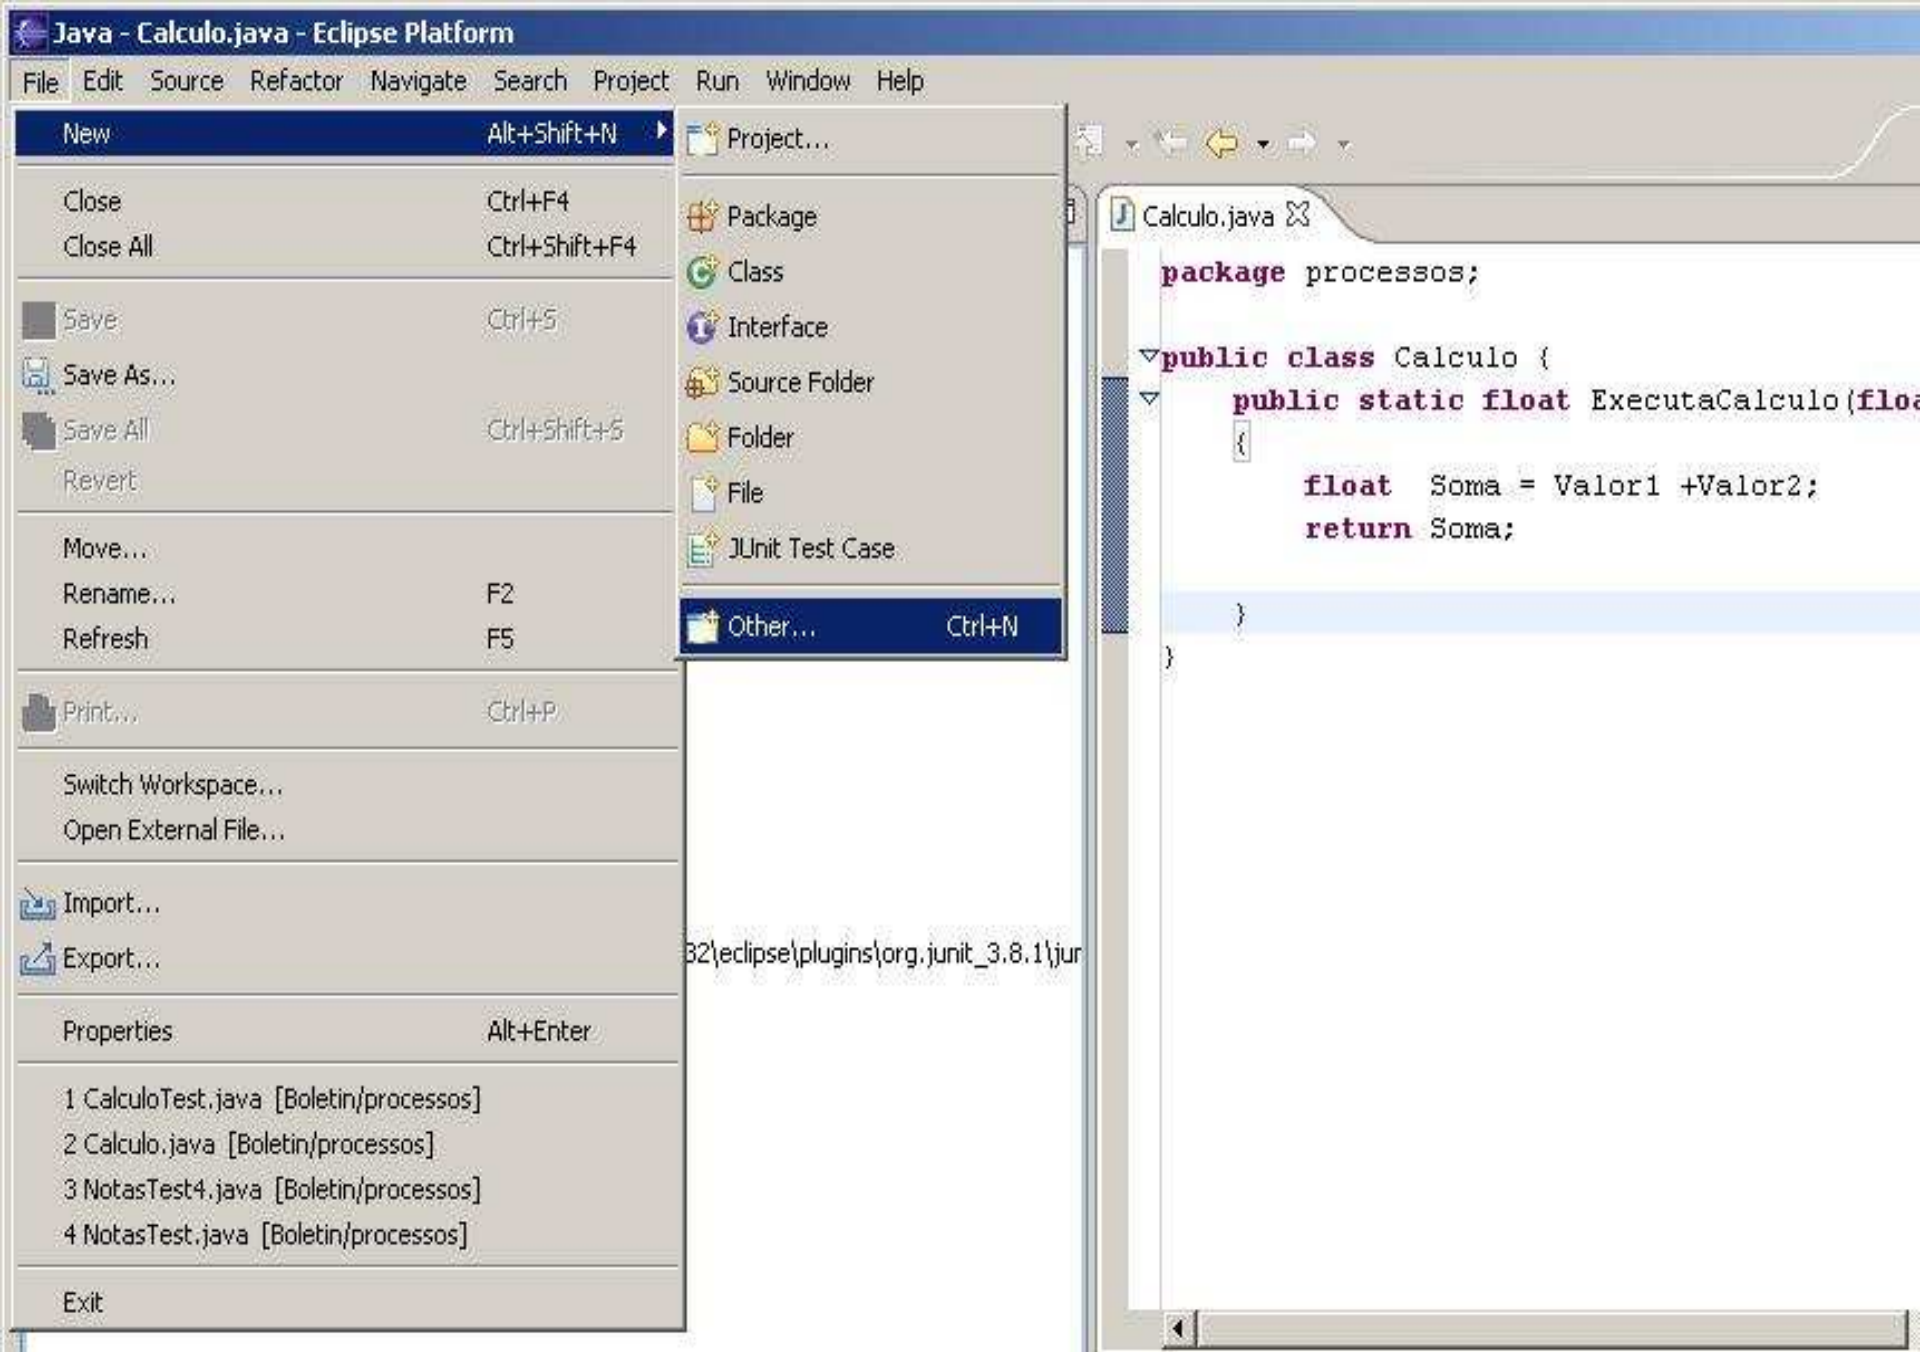 Java - Calculo.java - Eclipse Platform
File Edit Source Refactor Navigate Search Project Run Window Help
New Alt+Shift+N
Close Ctrl+F4
Close All Ctrl+Shift+F4
Save Ctrl+S
Save As...
Save All Ctrl+Shift+S
Revert
Move...
Rename... F2
Refresh F5
Print... Ctrl+P
Switch Workspace...
Open External File...
Import...
Export...
Properties Alt+Enter
1 CalculoTest.java [Boletin/processos]
2 Calculo.java [Boletin/processos]
3 NotasTest4.java [Boletin/processos]
4 NotasTest.java [Boletin/processos]
Exit
Project...
Package
Class
Interface
Source Folder
Folder
File
JUnit Test Case
Other... Ctrl+N
32\eclipse\plugins\org.junit_3.8.1\jun
Calculo.java
package processos;
public class Calculo {
public static float ExecutaCalculo(floa
{
float Soma = Valor1 +Valor2;
return Soma;
}
}